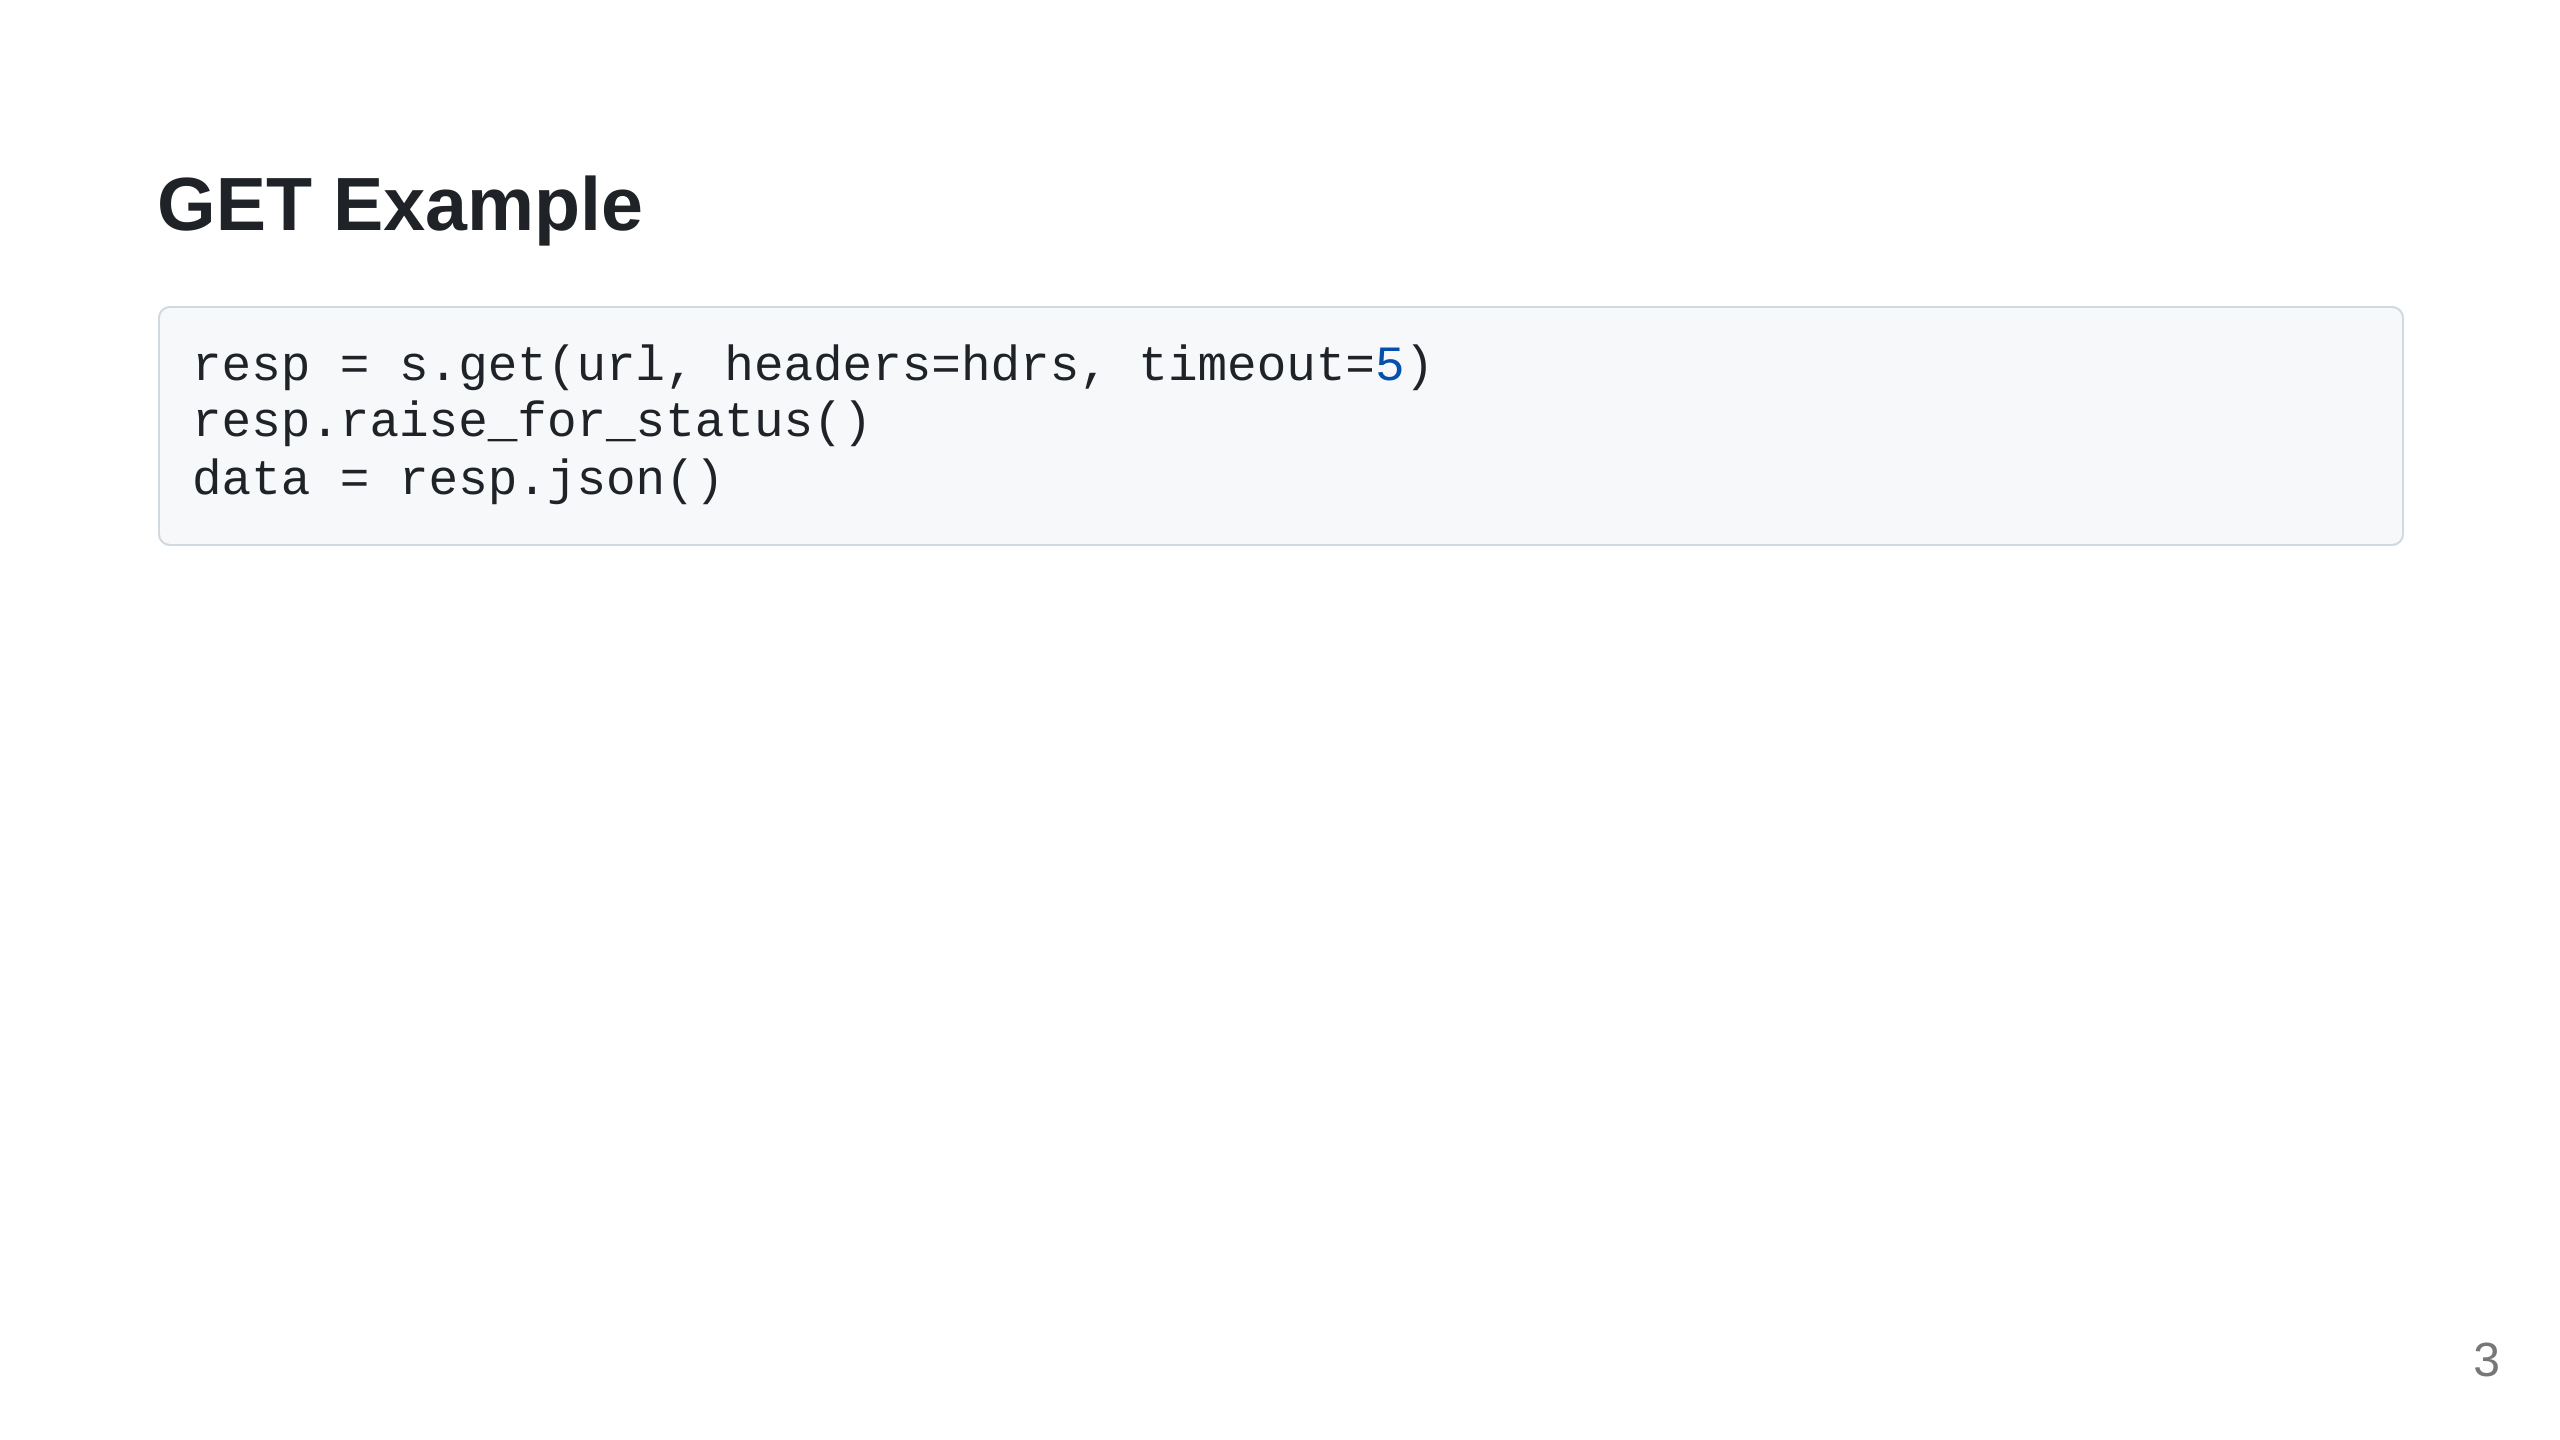 GET Example
resp = s.get(url, headers=hdrs, timeout=5)
resp.raise_for_status()
data = resp.json()
3